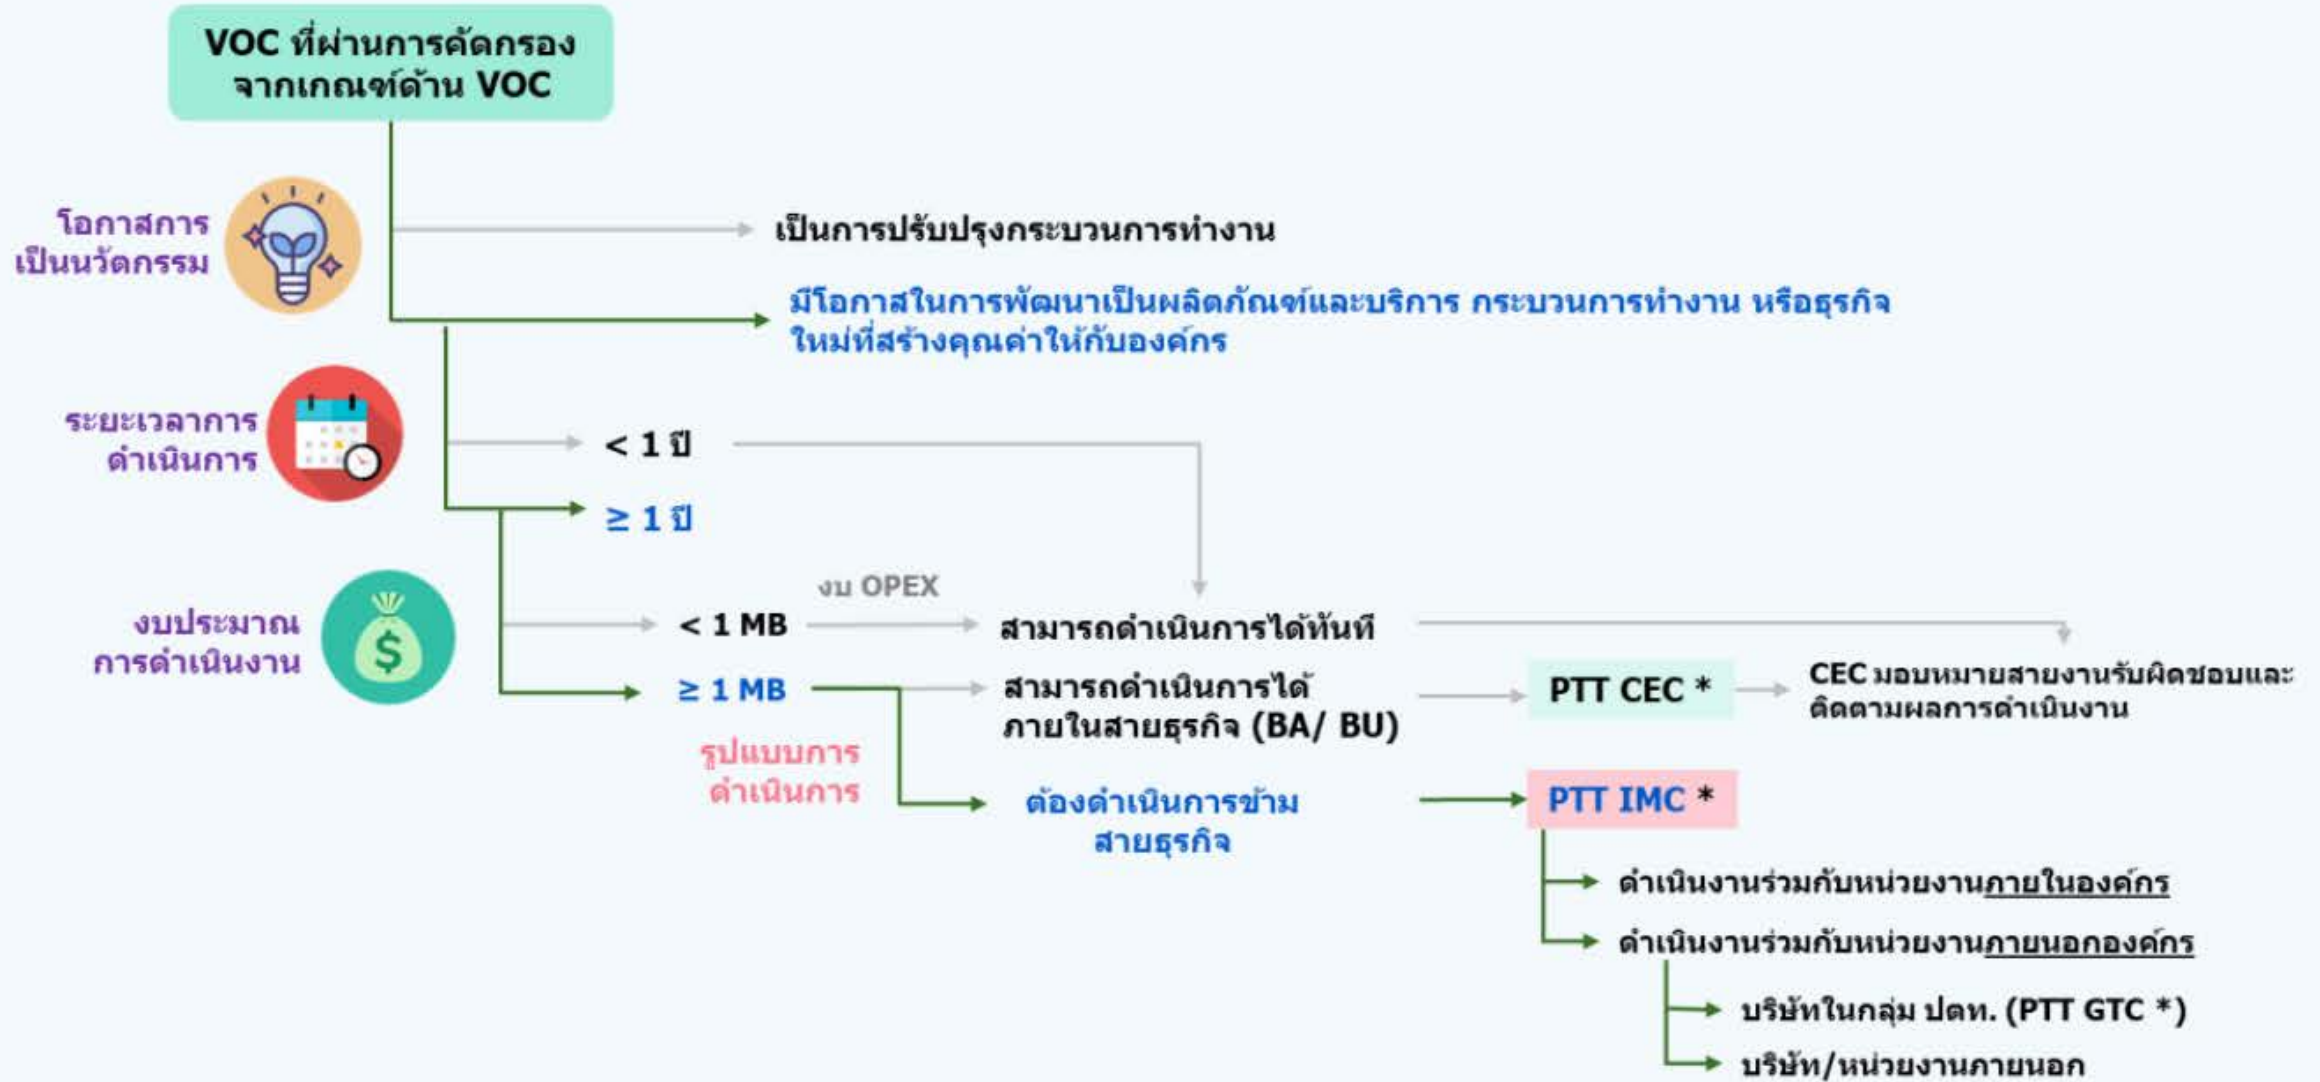 VOC ที่ผ่านการคัดกรอง
จากเกณฑ์ด้าน VOC
โอกาสการ
เป็นนวัตกรรม
เป็นการปรับปรุงกระบวนการทำงาน
มีโอกาสในการพัฒนาเป็นผลิตภัณฑ์และบริการ กระบวนการทำงาน หรือธุรกิจ
ใหม่ที่สร้างคุณค่าให้กับองค์กร
ระยะเวลาการ
ดำเนินการ
< 1 ปี
≥ 1 ปี
งบประมาณ
การดำเนินงาน
< 1 MB
งบ OPEX
สามารถดำเนินการได้ทันที
≥ 1 MB
รูปแบบการ
ดำเนินการ
สามารถดำเนินการได้
ภายในสายธุรกิจ (BA/ BU)
PTT CEC *
CEC มอบหมายสายงานรับผิดชอบและ
ติดตามผลการดำเนินงาน
ต้องดำเนินการข้าม
สายธุรกิจ
PTT IMC *
ดำเนินงานร่วมกับหน่วยงานภายในองค์กร
ดำเนินงานร่วมกับหน่วยงานภายนอกองค์กร
บริษัทในกลุ่ม ปตท. (PTT GTC *)
บริษัท/หน่วยงานภายนอก